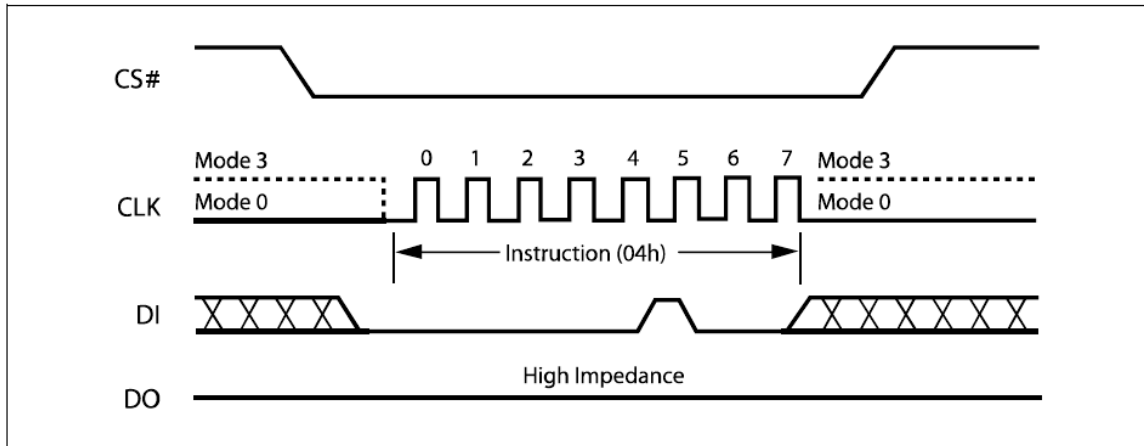 CS#
Mode 3
0 1 2 3 4 5 6 7
Mode 3
CLK
Mode 0
Mode 0
Instruction (04h)
DI
High Impedance
DO